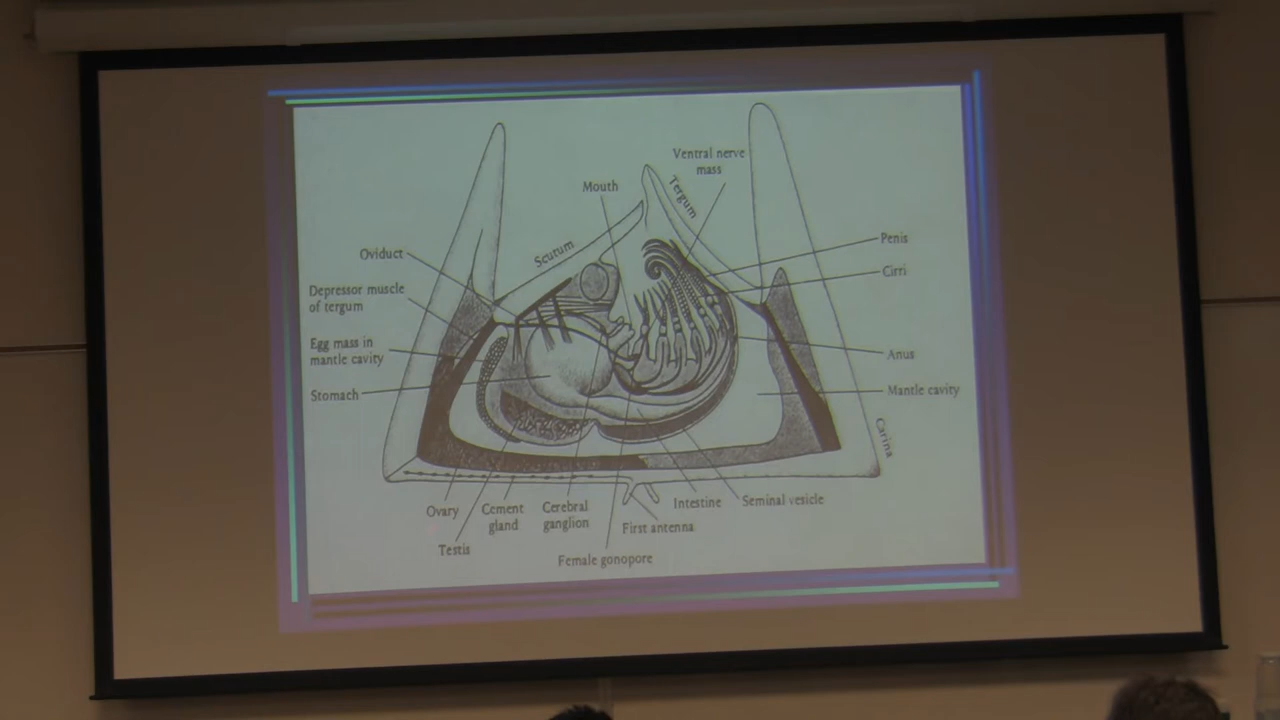 Ventral nerve
mass
Mouth
Tergum
Scutum
Penis
Oviduct
Cirri
Depressor muscle
of tergum
Egg mass in
mantle cavity
Anus
Stomach
Mantle cavity
Carina
Ovary
Cement
gland
Cerebral
ganglion
Intestine
Seminal vesicle
First antenna
Testis
Female gonopore